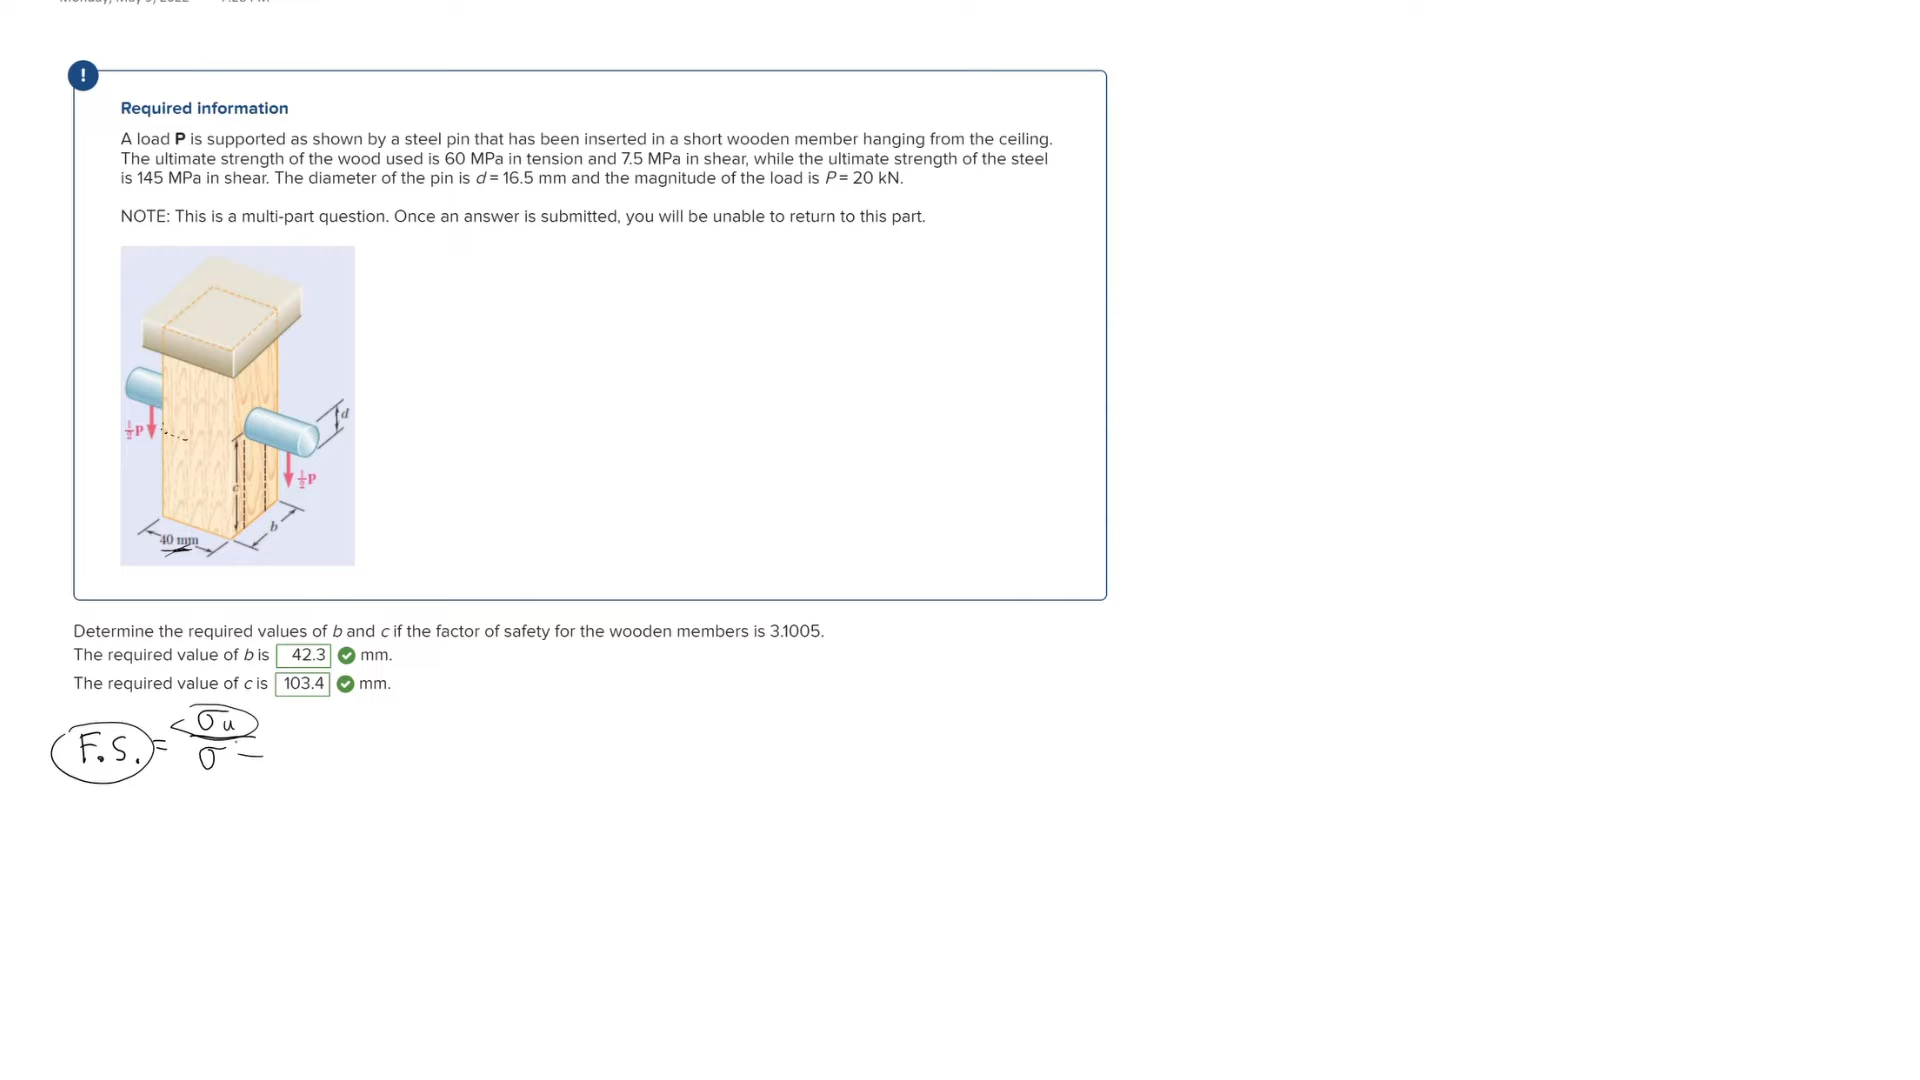 !
Required information
A load P is supported as shown by a steel pin that has been inserted in a short wooden member hanging from the ceiling.
The ultimate strength of the wood used is 60 MPa in tension and 7.5 MPa in shear, while the ultimate strength of the steel
is 145 MPa in shear. The diameter of the pin is d = 16.5 mm and the magnitude of the load is P = 20 kN.
NOTE: This is a multi-part question. Once an answer is submitted, you will be unable to return to this part.
d
½P
½P
c
b
40 mm
Determine the required values of b and c if the factor of safety for the wooden members is 3.1005.
The required value of b is 42.3 mm.
The required value of c is 103.4 mm.
F.S. = σu / σ